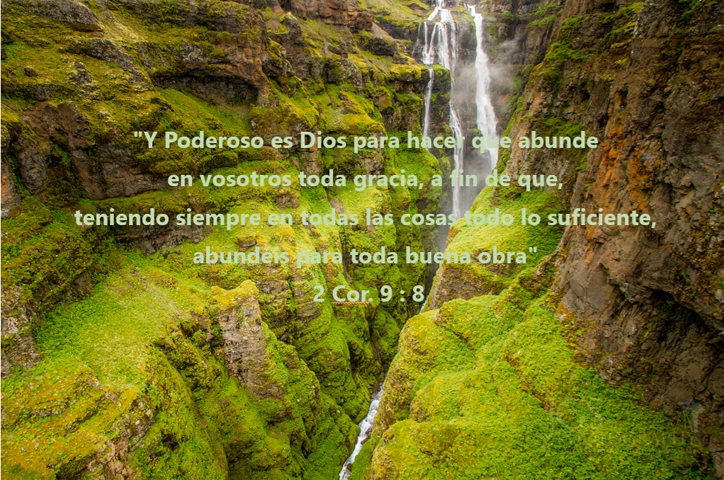 "Y Poderoso es Dios para hacer que abunde
en vosotros toda gracia, a fin de que,
teniendo siempre en todas las cosas todo lo suficiente,
abundéis para toda buena obra"
2 Cor. 9 : 8